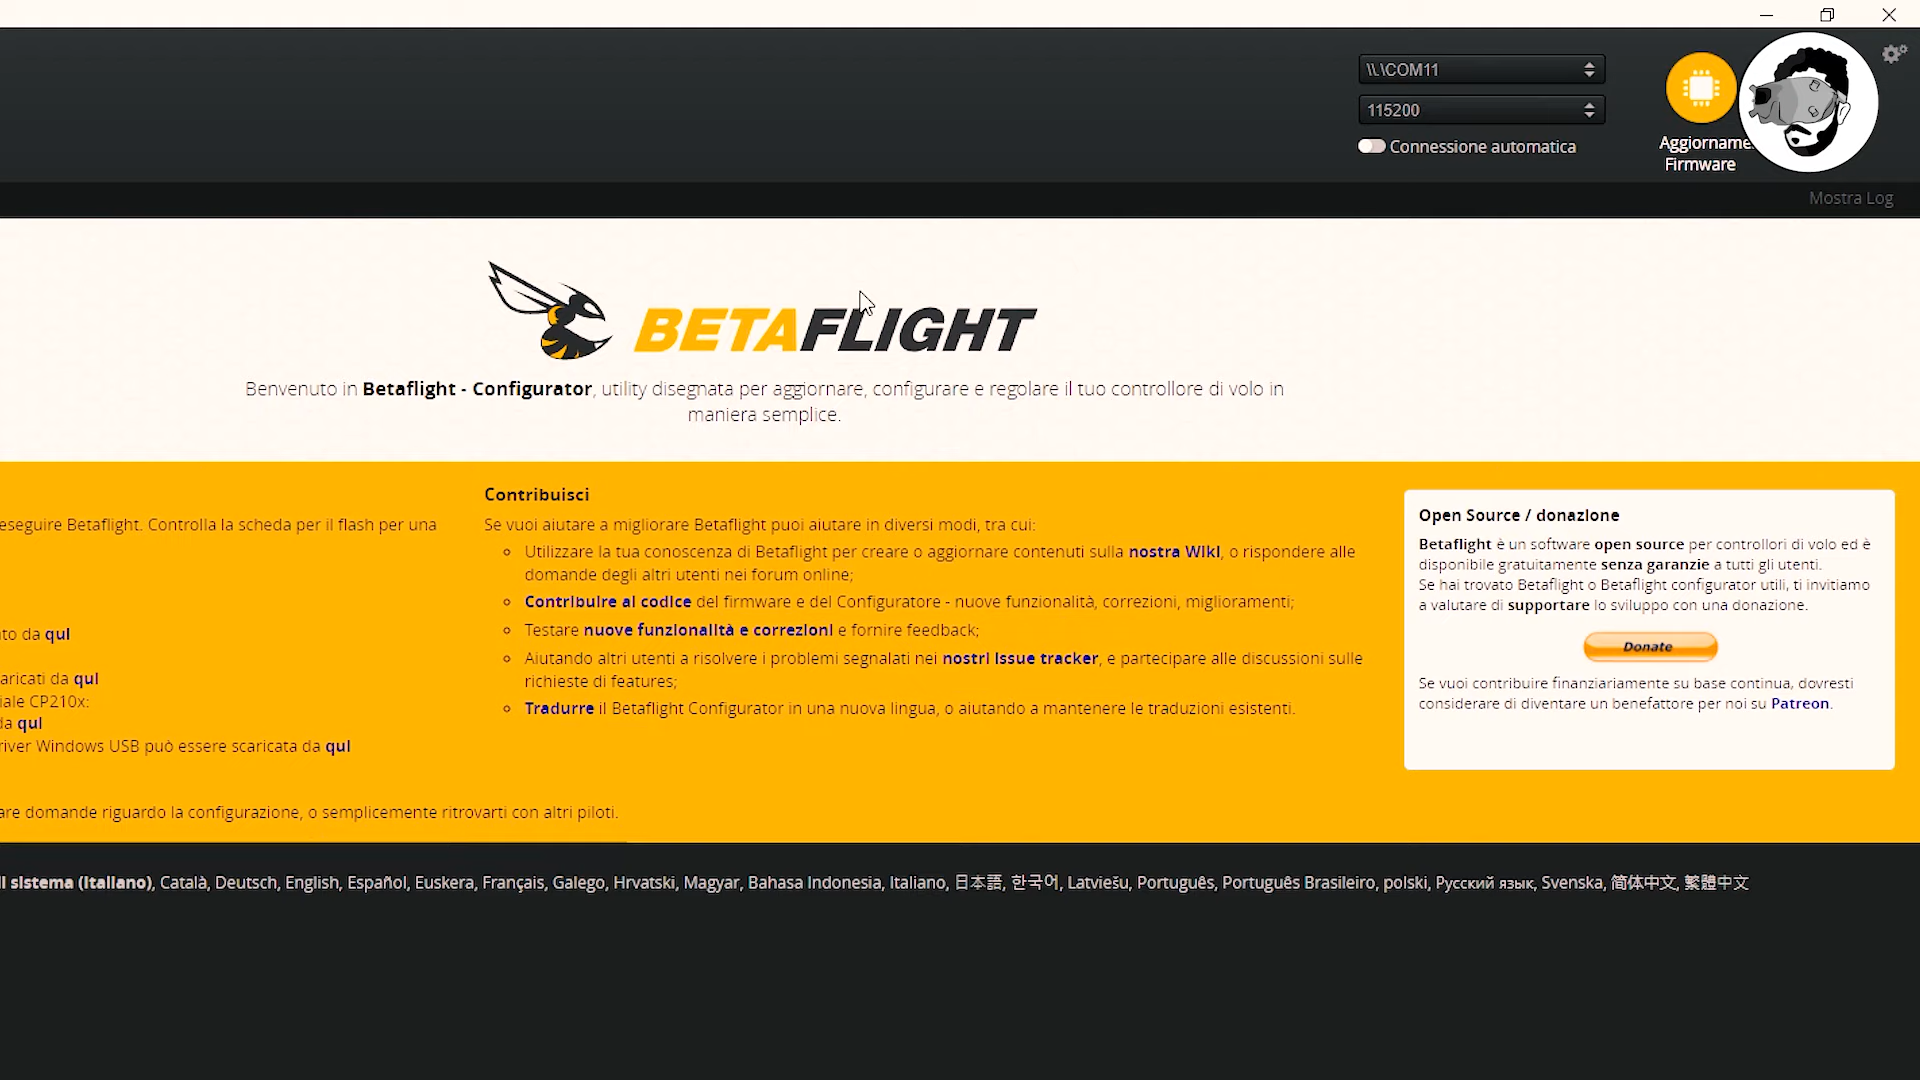 \\.\COM11
115200
Connessione automatica
Aggiorname
Firmware
Mostra Log
BETAFLIGHT
Benvenuto in Betaflight - Configurator, utility disegnata per aggiornare, configurare e regolare il tuo controllore di volo in
maniera semplice.
eseguire Betaflight. Controlla la scheda per il flash per una
to da qui
aricati da qui
iale CP210x:
da qui
river Windows USB può essere scaricata da qui
are domande riguardo la configurazione, o semplicemente ritrovarti con altri piloti.
Contribuisci
Se vuoi aiutare a migliorare Betaflight puoi aiutare in diversi modi, tra cui:
Utilizzare la tua conoscenza di Betaflight per creare o aggiornare contenuti sulla nostra Wiki, o rispondere alle
domande degli altri utenti nei forum online;
Contribuire al codice del firmware e del Configuratore - nuove funzionalità, correzioni, miglioramenti;
Testare nuove funzionalità e correzioni e fornire feedback;
Aiutando altri utenti a risolvere i problemi segnalati nei nostri issue tracker, e partecipare alle discussioni sulle
richieste di features;
Tradurre il Betaflight Configurator in una nuova lingua, o aiutando a mantenere le traduzioni esistenti.
Open Source / donazione
Betaflight è un software open source per controllori di volo ed è
disponibile gratuitamente senza garanzie a tutti gli utenti.
Se hai trovato Betaflight o Betaflight configurator utili, ti invitiamo
a valutare di supportare lo sviluppo con una donazione.
Donate
Se vuoi contribuire finanziariamente su base continua, dovresti
considerare di diventare un benefattore per noi su Patreon.
il sistema (Italiano), Català, Deutsch, English, Español, Euskera, Français, Galego, Hrvatski, Magyar, Bahasa Indonesia, Italiano, 日本語, 한국어, Latviešu, Português, Português Brasileiro, polski, Русский язык, Svenska, 简体中文, 繁體中文